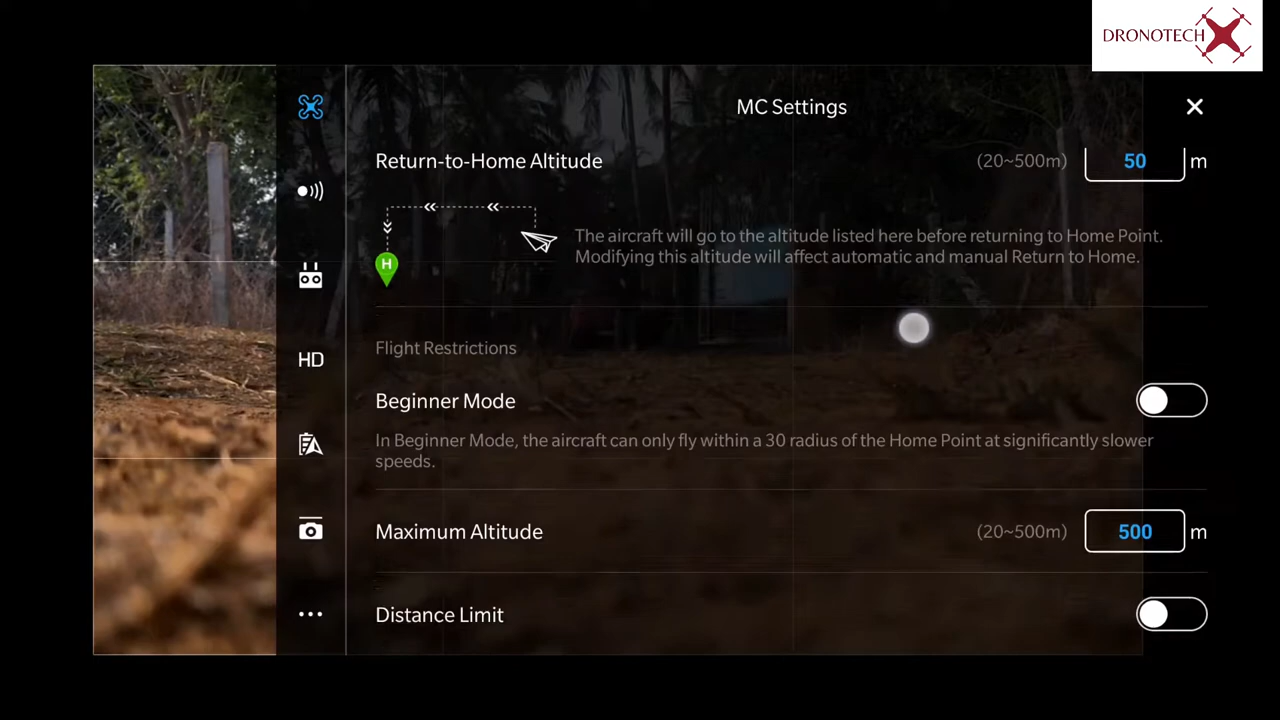 DRONOTECH
MC Settings
Return-to-Home Altitude (20~500m) 50 m
The aircraft will go to the altitude listed here before returning to Home Point.
Modifying this altitude will affect automatic and manual Return to Home.
H
Flight Restrictions
HD
Beginner Mode
In Beginner Mode, the aircraft can only fly within a 30 radius of the Home Point at significantly slower
speeds.
Maximum Altitude (20~500m) 500 m
Distance Limit